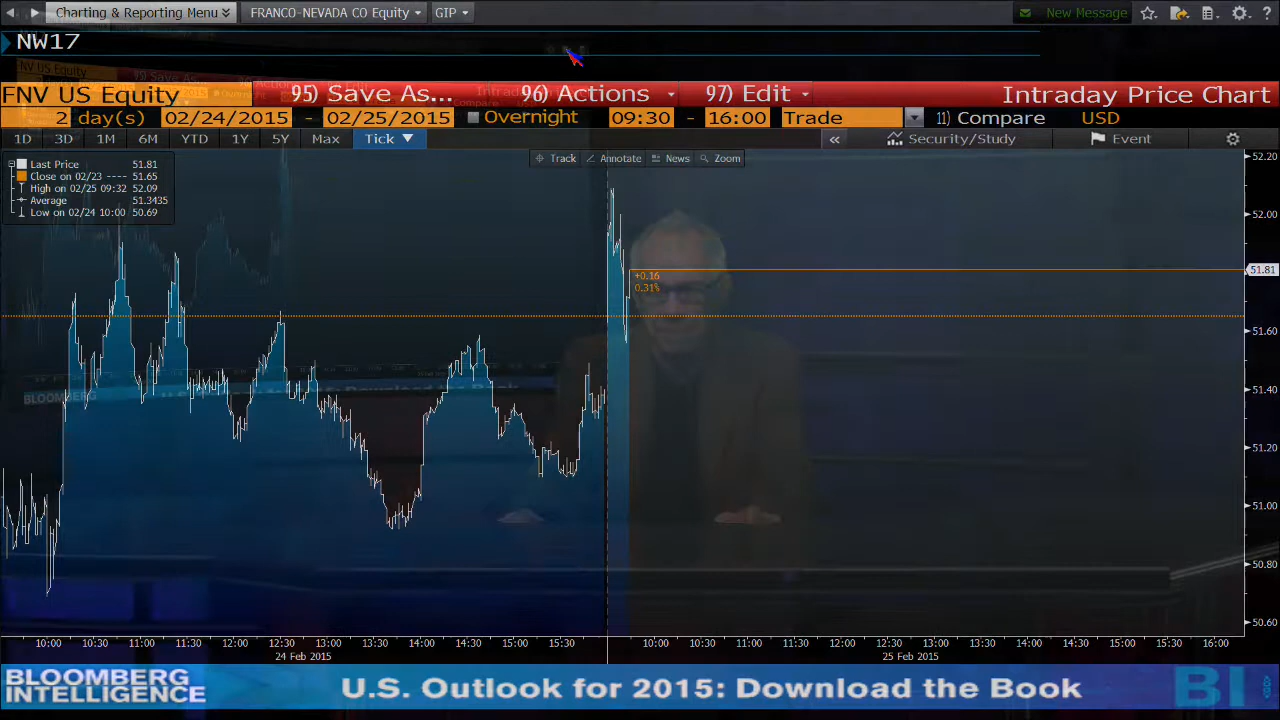 Charting & Reporting Menu FRANCO-NEVADA CO Equity GIP New Message ?
NW17
FNV US Equity 95) Save As... 96) Actions 97) Edit Intraday Price Chart
2 day(s) 02/24/2015 - 02/25/2015 Overnight 09:30 - 16:00 Trade 11) Compare USD
1D 3D 1M 6M YTD 1Y 5Y Max Tick « Security/Study Event
Track Annotate News Zoom
Last Price 51.81
Close on 02/23 ---- 51.65
High on 02/25 09:32 52.09
Average 51.3435
Low on 02/24 10:00 50.69
52.20
52.00
51.81
+0.16
0.31%
51.60
51.40
51.20
51.00
50.80
50.60
10:00 10:30 11:00 11:30 12:00 12:30 13:00 13:30 14:00 14:30 15:00 15:30 10:00 10:30 11:00 11:30 12:00 12:30 13:00 13:30 14:00 14:30 15:00 15:30 16:00
24 Feb 2015 25 Feb 2015
BLOOMBERG
INTELLIGENCE
U.S. Outlook for 2015: Download the Book
BI